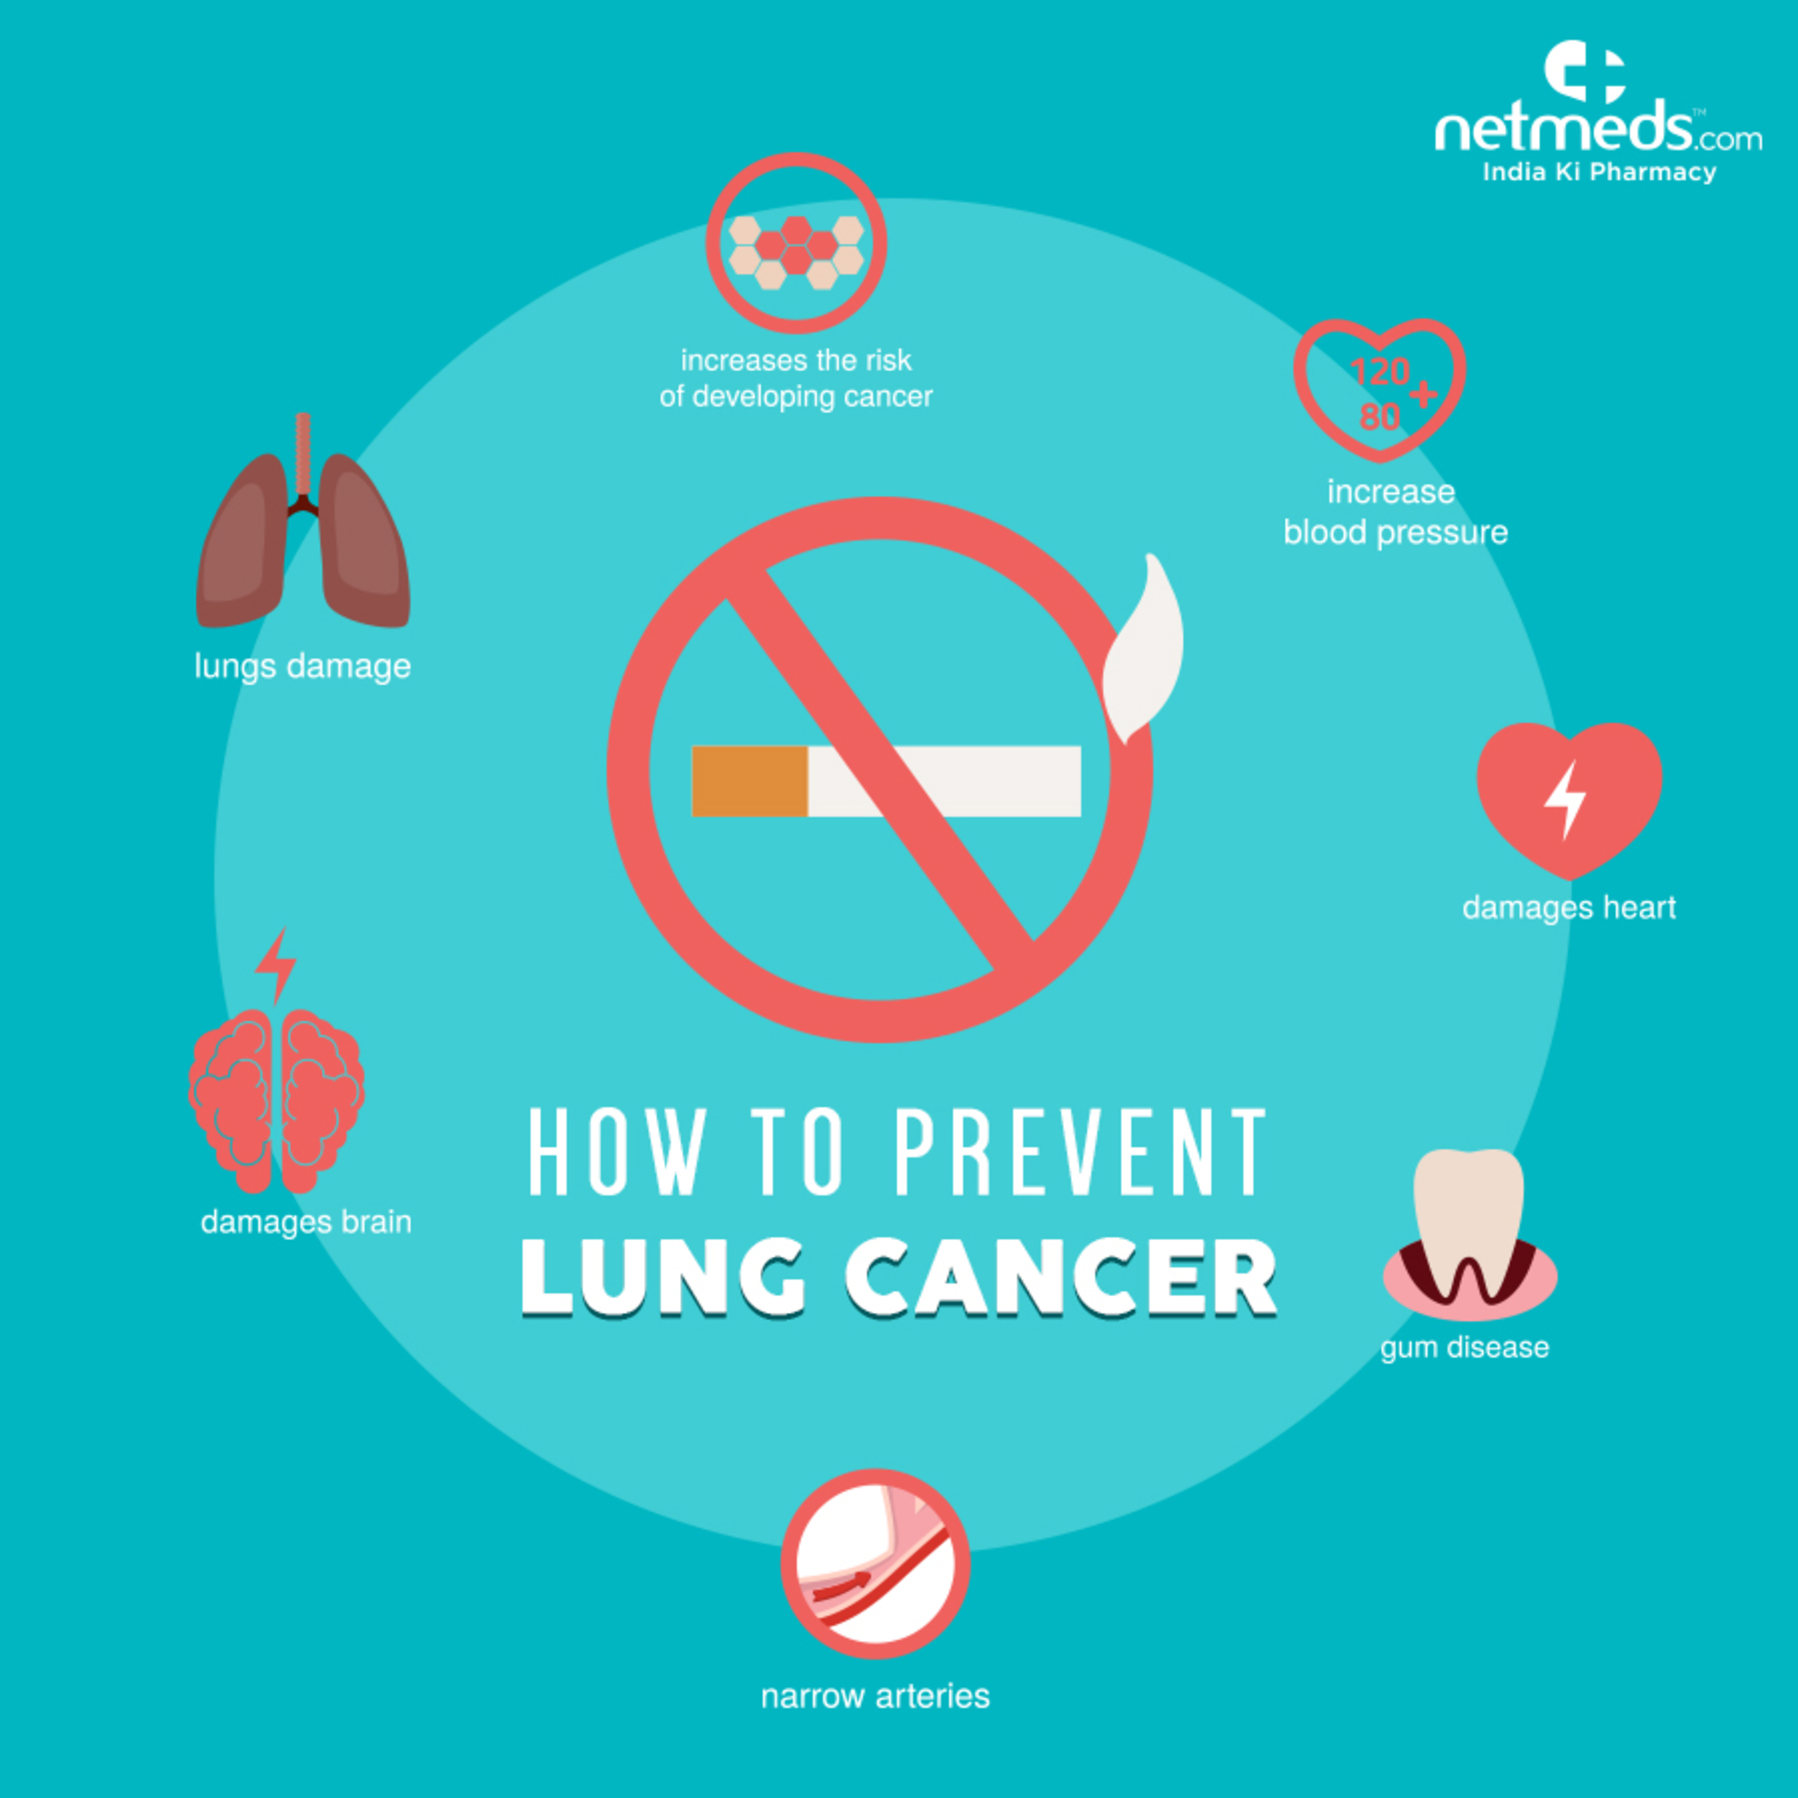 netmeds.com™
India Ki Pharmacy
increases the risk
of developing cancer
120
80 +
increase
blood pressure
lungs damage
damages heart
damages brain
HOW TO PREVENT
LUNG CANCER
gum disease
narrow arteries